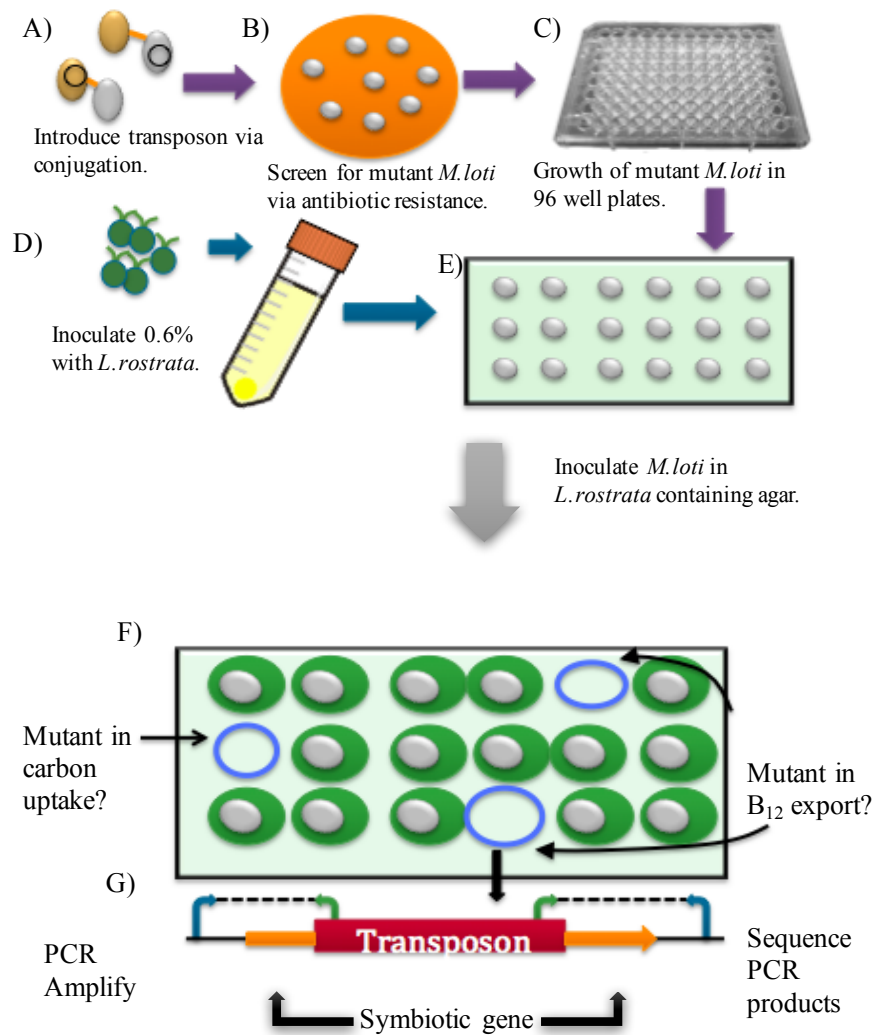 A)
B)
C)
Introduce transposon via
conjugation.
Screen for mutant M.loti
via antibiotic resistance.
Growth of mutant M.loti in
96 well plates.
D)
E)
Inoculate 0.6%
with L.rostrata.
Inoculate M.loti in
L.rostrata containing agar.
F)
Mutant in
carbon
uptake?
Mutant in
B₁₂ export?
G)
Transposon
PCR
Amplify
Sequence
PCR
products
Symbiotic gene